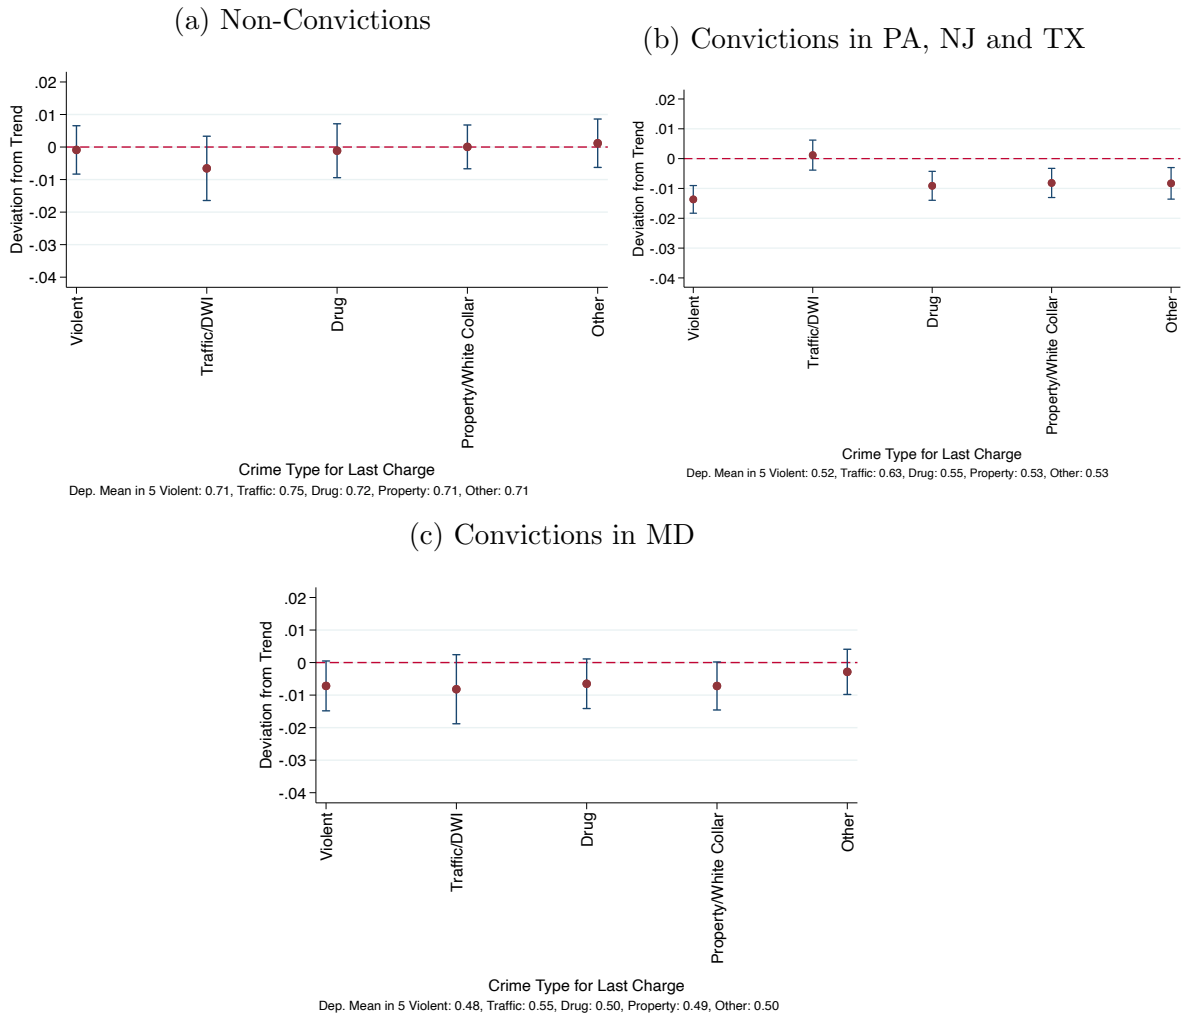 (a) Non-Convictions
.02
.01
0
-.01
-.02
-.03
-.04
Deviation from Trend
Violent
Traffic/DWI
Drug
Property/White Collar
Other
Crime Type for Last Charge
Dep. Mean in 5 Violent: 0.71, Traffic: 0.75, Drug: 0.72, Property: 0.71, Other: 0.71
(b) Convictions in PA, NJ and TX
.02
.01
0
-.01
-.02
-.03
-.04
Deviation from Trend
Violent
Traffic/DWI
Drug
Property/White Collar
Other
Crime Type for Last Charge
Dep. Mean in 5 Violent: 0.52, Traffic: 0.63, Drug: 0.55, Property: 0.53, Other: 0.53
(c) Convictions in MD
.02
.01
0
-.01
-.02
-.03
-.04
Deviation from Trend
Violent
Traffic/DWI
Drug
Property/White Collar
Other
Crime Type for Last Charge
Dep. Mean in 5 Violent: 0.48, Traffic: 0.55, Drug: 0.50, Property: 0.49, Other: 0.50